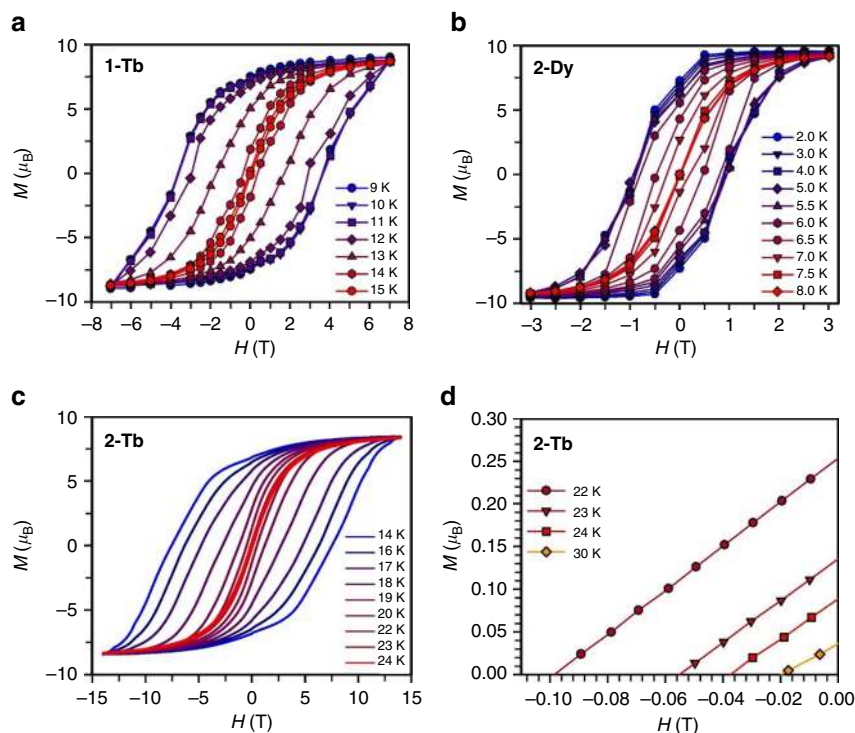 a
1-Tb
10
5
0
−5
−10
−8 −6 −4 −2 0 2 4 6 8
M (μB)
H (T)
9 K
10 K
11 K
12 K
13 K
14 K
15 K
b
2-Dy
10
5
0
−5
−10
−3 −2 −1 0 1 2 3
M (μB)
H (T)
2.0 K
3.0 K
4.0 K
5.0 K
5.5 K
6.0 K
6.5 K
7.0 K
7.5 K
8.0 K
c
2-Tb
10
5
0
−5
−10
−15 −10 −5 0 5 10 15
M (μB)
H (T)
14 K
16 K
17 K
18 K
19 K
20 K
22 K
23 K
24 K
d
2-Tb
0.30
0.25
0.20
0.15
0.10
0.05
0.00
−0.10 −0.08 −0.06 −0.04 −0.02 0.00
M (μB)
H (T)
22 K
23 K
24 K
30 K